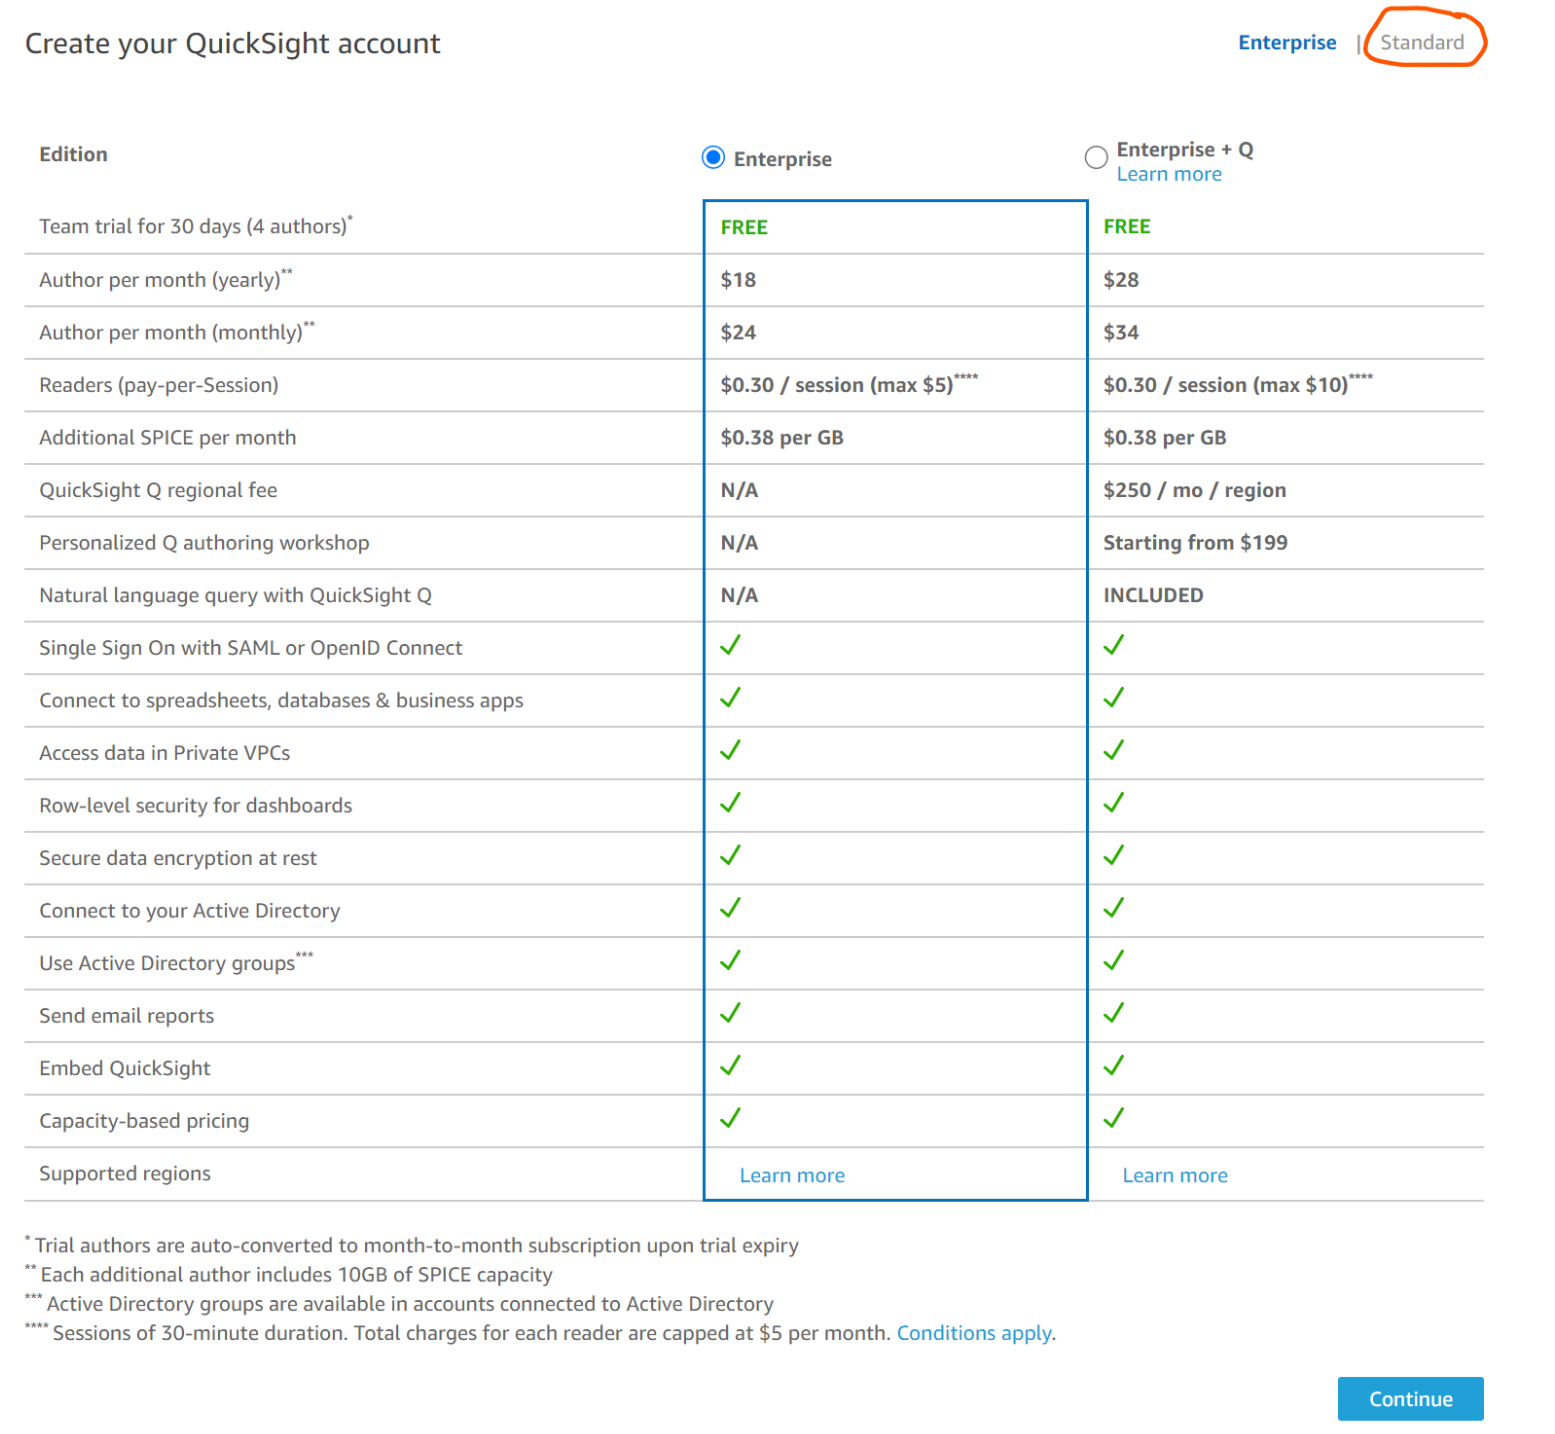 Create your QuickSight account
Enterprise | Standard
Edition Enterprise Enterprise + Q
Learn more
Team trial for 30 days (4 authors)* FREE FREE
Author per month (yearly)** $18 $28
Author per month (monthly)** $24 $34
Readers (pay-per-Session) $0.30 / session (max $5)**** $0.30 / session (max $10)****
Additional SPICE per month $0.38 per GB $0.38 per GB
QuickSight Q regional fee N/A $250 / mo / region
Personalized Q authoring workshop N/A Starting from $199
Natural language query with QuickSight Q N/A INCLUDED
Single Sign On with SAML or OpenID Connect
Connect to spreadsheets, databases & business apps
Access data in Private VPCs
Row-level security for dashboards
Secure data encryption at rest
Connect to your Active Directory
Use Active Directory groups***
Send email reports
Embed QuickSight
Capacity-based pricing
Supported regions Learn more Learn more
* Trial authors are auto-converted to month-to-month subscription upon trial expiry
** Each additional author includes 10GB of SPICE capacity
*** Active Directory groups are available in accounts connected to Active Directory
**** Sessions of 30-minute duration. Total charges for each reader are capped at $5 per month. Conditions apply.
Continue